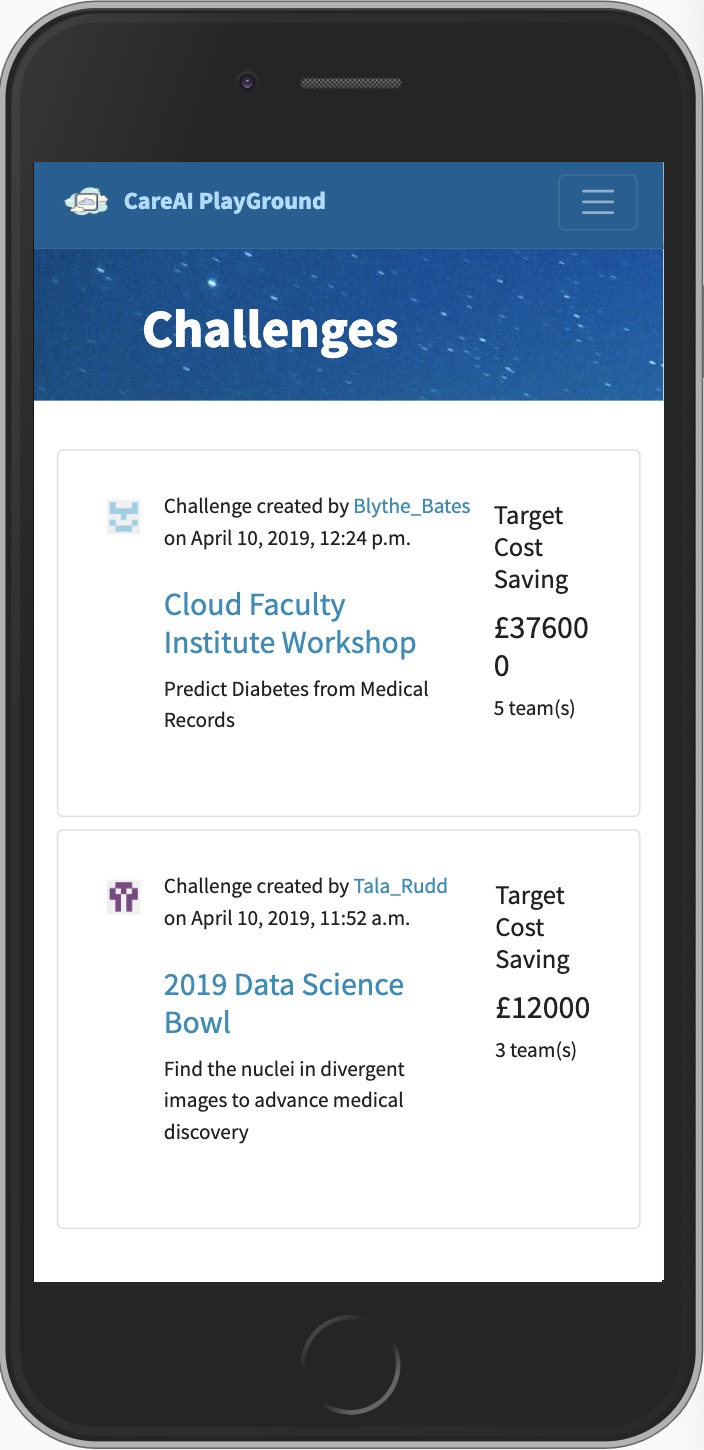 CareAI PlayGround
Challenges
Challenge created by Blythe_Bates
on April 10, 2019, 12:24 p.m.
Cloud Faculty
Institute Workshop
Predict Diabetes from Medical
Records
Target
Cost
Saving
£37600
0
5 team(s)
Challenge created by Tala_Rudd
on April 10, 2019, 11:52 a.m.
2019 Data Science
Bowl
Find the nuclei in divergent
images to advance medical
discovery
Target
Cost
Saving
£12000
3 team(s)